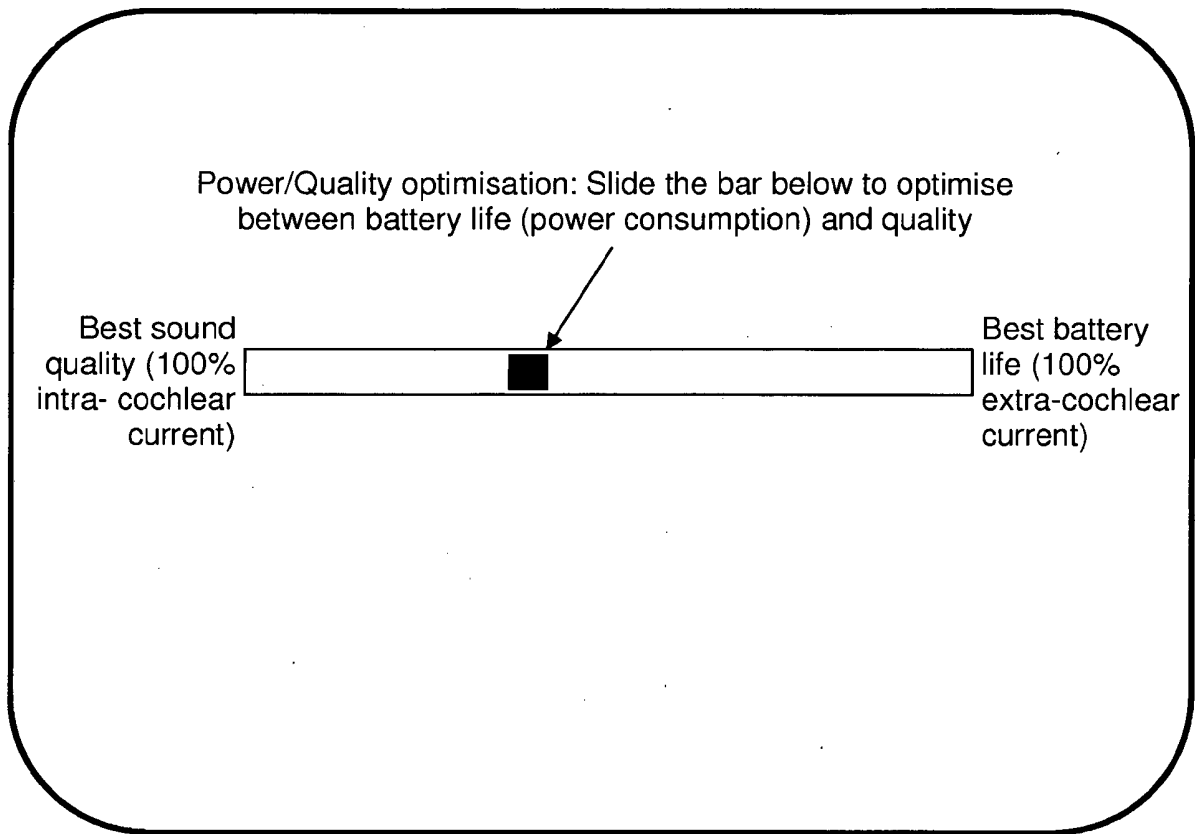 Power/Quality optimisation: Slide the bar below to optimise
between battery life (power consumption) and quality
Best sound
quality (100%
intra- cochlear
current)
Best battery
life (100%
extra-cochlear
current)